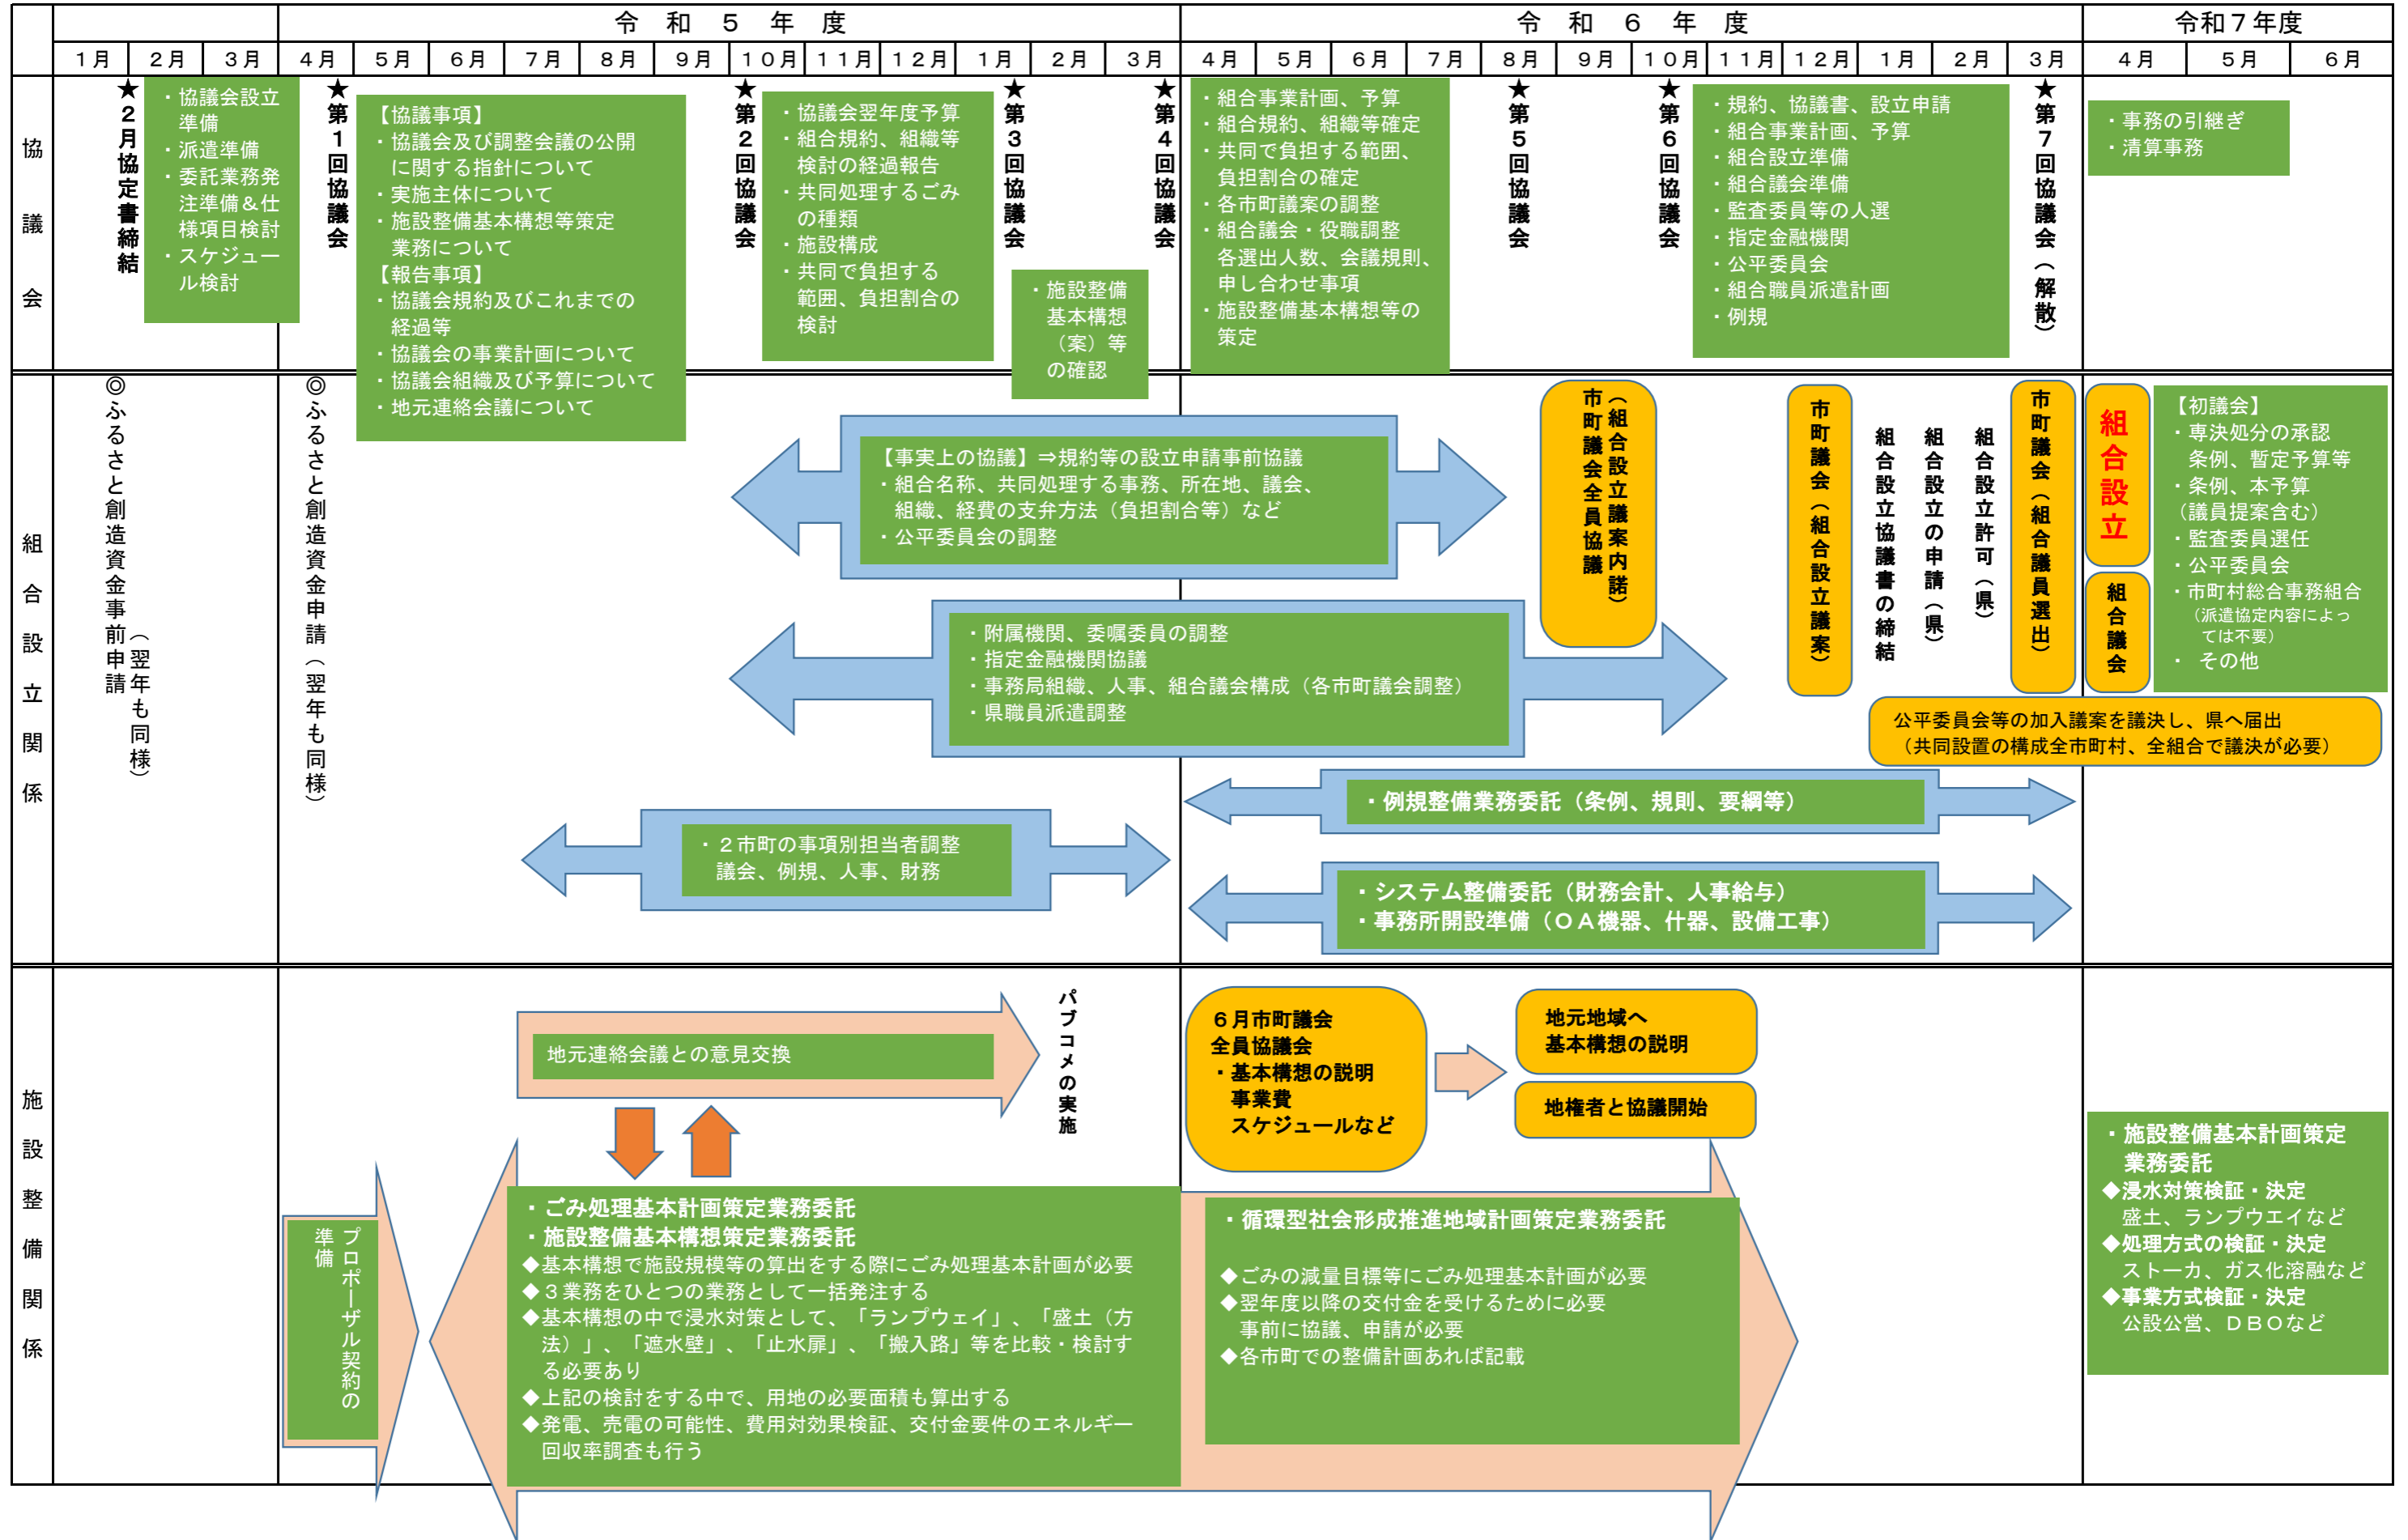 令和５年度
令和６年度
令和７年度
１月
２月
３月
４月
５月
６月
７月
８月
９月
１０月
１１月
１２月
１月
２月
３月
４月
５月
６月
７月
８月
９月
１０月
１１月
１２月
１月
２月
３月
４月
５月
６月
協議会
★２月協定書締結
・協議会設立
準備
・派遣準備
・委託業務発
注準備＆仕
様項目検討
・スケジュー
ル検討
★第１回協議会
【協議事項】
・協議会及び調整会議の公開
に関する指針について
・実施主体について
・施設整備基本構想等策定
業務について
【報告事項】
・協議会規約及びこれまでの
経過等
・協議会の事業計画について
・協議会組織及び予算について
・地元連絡会議について
★第２回協議会
・協議会翌年度予算
・組合規約、組織等
検討の経過報告
・共同処理するごみ
の種類
・施設構成
・共同で負担する
範囲、負担割合の
検討
★第３回協議会
・施設整備
基本構想
（案）等
の確認
★第４回協議会
・組合事業計画、予算
・組合規約、組織等確定
・共同で負担する範囲、
負担割合の確定
・各市町議案の調整
・組合議会・役職調整
各選出人数、会議規則、
申し合わせ事項
・施設整備基本構想等の
策定
★第５回協議会
★第６回協議会
・規約、協議書、設立申請
・組合事業計画、予算
・組合設立準備
・組合議会準備
・監査委員等の人選
・指定金融機関
・公平委員会
・組合職員派遣計画
・例規
★第７回協議会（解散）
・事務の引継ぎ
・清算事務
組合設立関係
◎ふるさと創造資金事前申請
（翌年も同様）
◎ふるさと創造資金申請（翌年も同様）
【事実上の協議】⇒規約等の設立申請事前協議
・組合名称、共同処理する事務、所在地、議会、
組織、経費の支弁方法（負担割合等）など
・公平委員会の調整
・附属機関、委嘱委員の調整
・指定金融機関協議
・事務局組織、人事、組合議会構成（各市町議会調整）
・県職員派遣調整
・２市町の事項別担当者調整
議会、例規、人事、財務
・例規整備業務委託（条例、規則、要綱等）
・システム整備委託（財務会計、人事給与）
・事務所開設準備（ＯＡ機器、什器、設備工事）
（組合設立議案内諾）
市町議会全員協議
市町議会（組合設立議案）
組合設立協議書の締結
組合設立の申請（県）
組合設立許可（県）
市町議会（組合議員選出）
組合設立
組合議会
【初議会】
・専決処分の承認
条例、暫定予算等
・条例、本予算
（議員提案含む）
・監査委員選任
・公平委員会
・市町村総合事務組合
（派遣協定内容によっ
ては不要）
・ その他
公平委員会等の加入議案を議決し、県へ届出
（共同設置の構成全市町村、全組合で議決が必要）
施設整備関係
プロポーザル契約の
準備
地元連絡会議との意見交換
パブコメの実施
・ごみ処理基本計画策定業務委託
・施設整備基本構想策定業務委託
◆基本構想で施設規模等の算出をする際にごみ処理基本計画が必要
◆３業務をひとつの業務として一括発注する
◆基本構想の中で浸水対策として、「ランプウェイ」、「盛土（方
法）」、「遮水壁」、「止水扉」、「搬入路」等を比較・検討す
る必要あり
◆上記の検討をする中で、用地の必要面積も算出する
◆発電、売電の可能性、費用対効果検証、交付金要件のエネルギー
回収率調査も行う
６月市町議会
全員協議会
・基本構想の説明
事業費
スケジュールなど
地元地域へ
基本構想の説明
地権者と協議開始
・循環型社会形成推進地域計画策定業務委託
◆ごみの減量目標等にごみ処理基本計画が必要
◆翌年度以降の交付金を受けるために必要
事前に協議、申請が必要
◆各市町での整備計画あれば記載
・施設整備基本計画策定
業務委託
◆浸水対策検証・決定
盛土、ランプウエイなど
◆処理方式の検証・決定
ストーカ、ガス化溶融など
◆事業方式検証・決定
公設公営、ＤＢＯなど